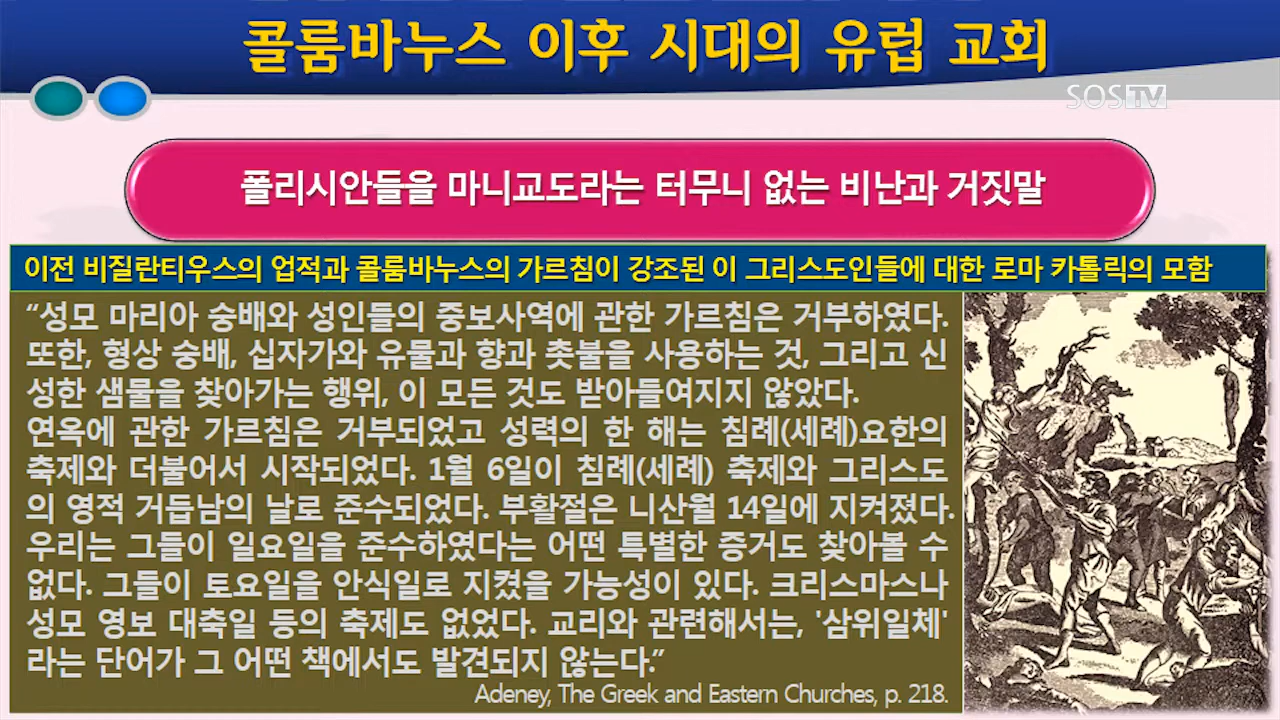 콜룸바누스 이후 시대의 유럽 교회
SOSTV
폴리시안들을 마니교도라는 터무니 없는 비난과 거짓말
이전 비질란티우스의 업적과 콜룸바누스의 가르침이 강조된 이 그리스도인들에 대한 로마 카톨릭의 모함
“성모 마리아 숭배와 성인들의 중보사역에 관한 가르침은 거부하였다.
또한, 형상 숭배, 십자가와 유물과 향과 촛불을 사용하는 것, 그리고 신
성한 샘물을 찾아가는 행위, 이 모든 것도 받아들여지지 않았다.
연옥에 관한 가르침은 거부되었고 성력의 한 해는 침례(세례)요한의
축제와 더불어서 시작되었다. 1월 6일이 침례(세례) 축제와 그리스도
의 영적 거듭남의 날로 준수되었다. 부활절은 니산월 14일에 지켜졌다.
우리는 그들이 일요일을 준수하였다는 어떤 특별한 증거도 찾아볼 수
없다. 그들이 토요일을 안식일로 지켰을 가능성이 있다. 크리스마스나
성모 영보 대축일 등의 축제도 없었다. 교리와 관련해서는, '삼위일체'
라는 단어가 그 어떤 책에서도 발견되지 않는다.”
Adeney, The Greek and Eastern Churches, p. 218.